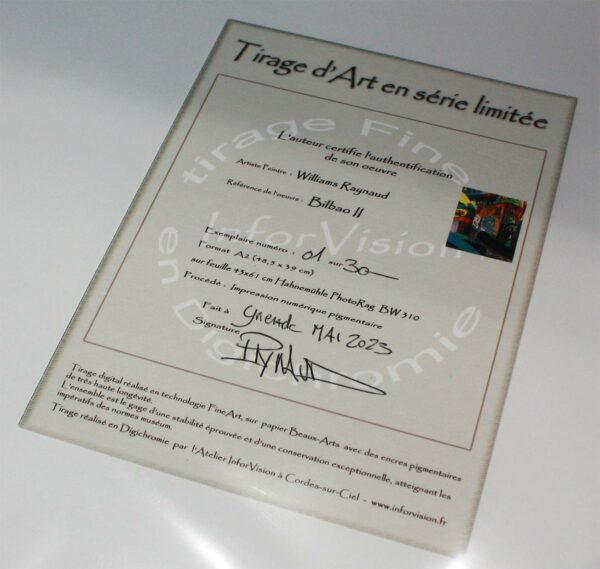 Tirage d'Art en série limitée
tirage Fine
L'auteur certifie l'authentification
de son oeuvre
Artiste Peintre : Williams Raynaud
Référence de l'oeuvre : Bilbao II
InforVision
Exemplaire numéro : 01 sur 30
Format A2 (48,5 x 39 cm)
sur feuille 43x61 cm Hahnemühle PhotoRag BW 310
Procédé : Impression numérique pigmentaire
Fait à Grenade MAI 2023
Signature
en Digichromie
Tirage digital réalisé en technologie FineArt, sur papier Beaux-Arts avec des encres pigmentaires
de très haute longévité.
L'ensemble est le gage d'une stabilité éprouvée et d'une conservation exceptionnelle, atteignant les
impératifs des normes muséum.
Tirage réalisé en Digichromie par l'Atelier InforVision à Cordes-sur-Ciel - www.inforvision.fr